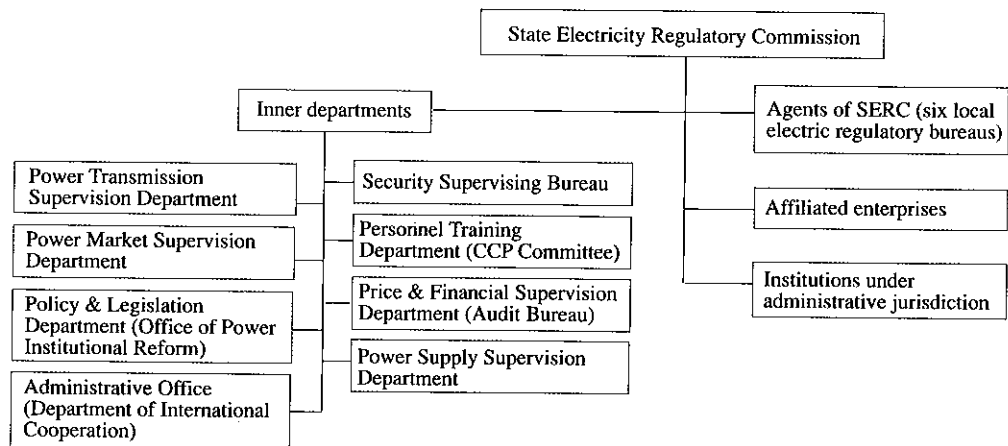 State Electricity Regulatory Commission
Inner departments
Agents of SERC (six local
electric regulatory bureaus)
Power Transmission
Supervision Department
Security Supervising Bureau
Affiliated enterprises
Power Market Supervision
Department
Personnel Training
Department (CCP Committee)
Institutions under
administrative jurisdiction
Policy & Legislation
Department (Office of Power
Institutional Reform)
Price & Financial Supervision
Department (Audit Bureau)
Administrative Office
(Department of International
Cooperation)
Power Supply Supervision
Department